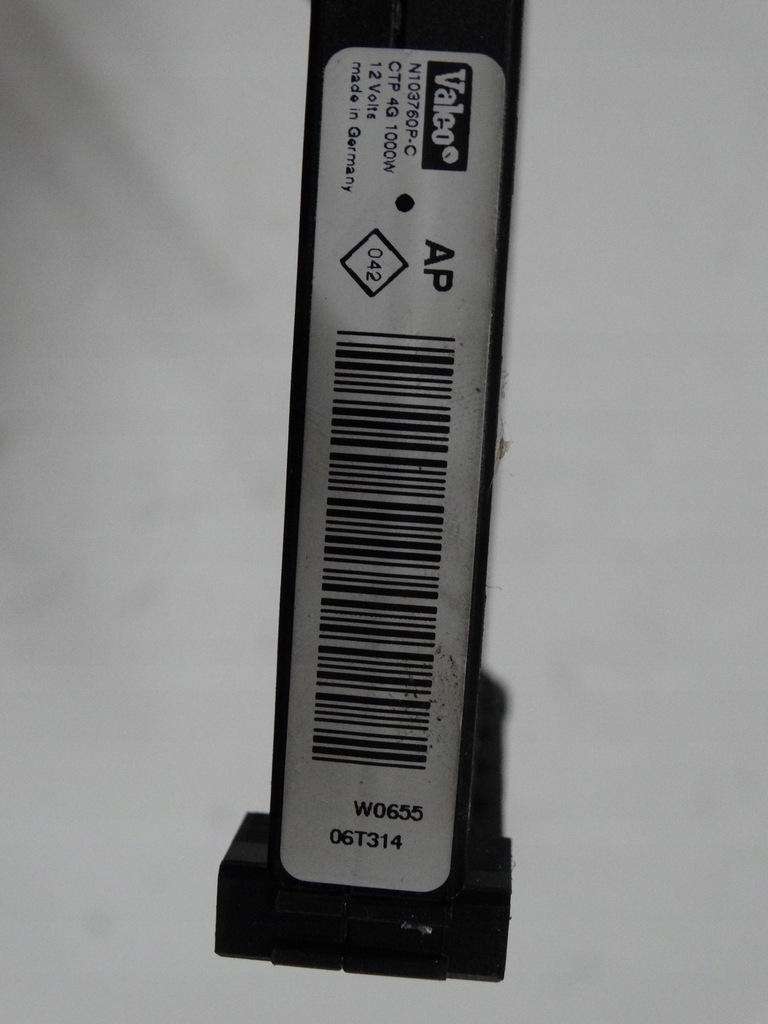 Valeo
N103760P-C
CTP 4G 1000W
12 Volts
made in Germany
AP
042
W0655
06T314